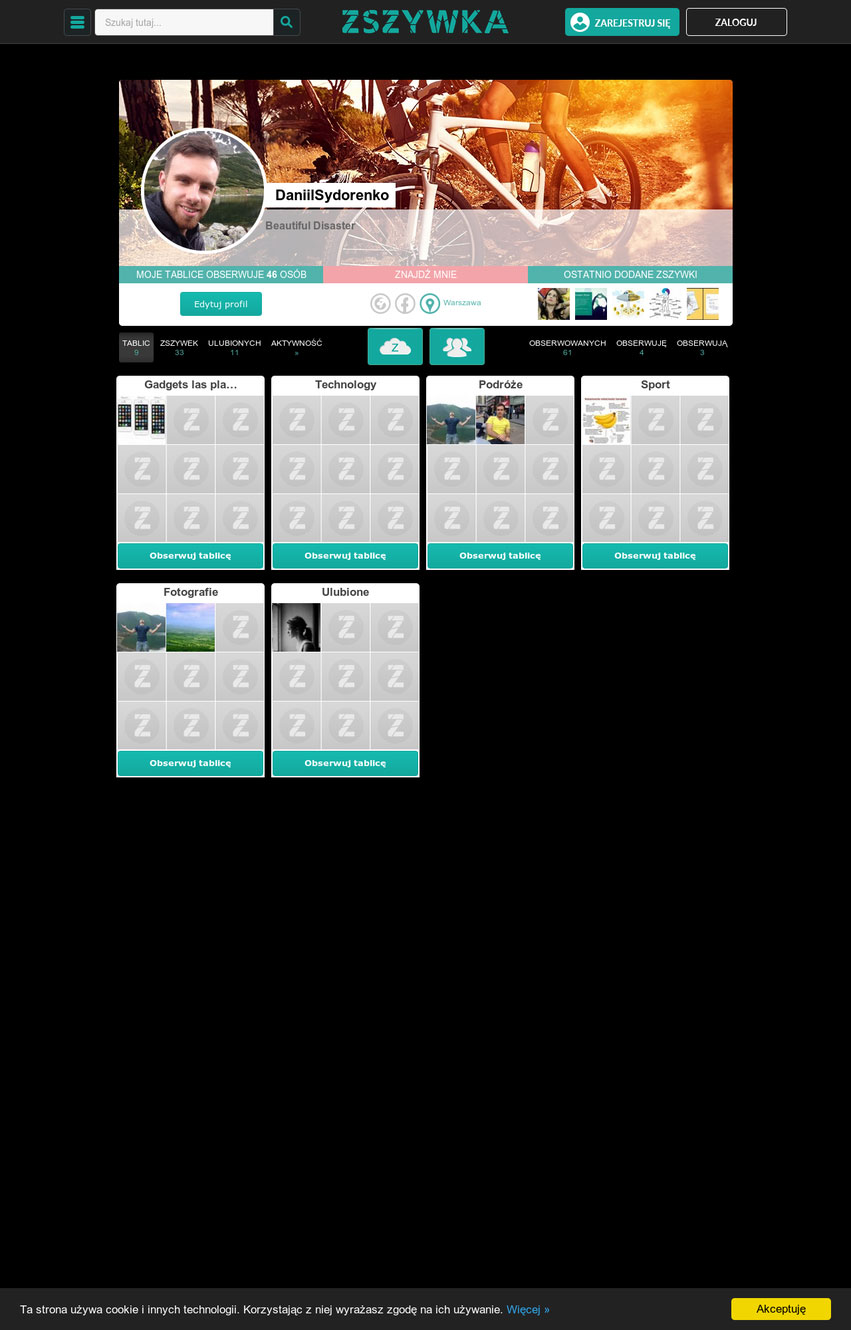 Szukaj tutaj...
ZSZYWKA
ZAREJESTRUJ SIĘ
ZALOGUJ
DaniilSydorenko
Beautiful Disaster
MOJE TABLICE OBSERWUJE 46 OSÓB
ZNAJDŹ MNIE
OSTATNIO DODANE ZSZYWKI
Edytuj profil
Warszawa
TABLIC
9
ZSZYWEK
33
ULUBIONYCH
11
AKTYWNOŚĆ
»
Z
OBSERWOWANYCH
61
OBSERWUJĘ
4
OBSERWUJĄ
3
Gadgets las pla...
Technology
Podróże
Sport
Obserwuj tablicę
Obserwuj tablicę
Obserwuj tablicę
Obserwuj tablicę
Fotografie
Ulubione
Obserwuj tablicę
Obserwuj tablicę
Ta strona używa cookie i innych technologii. Korzystając z niej wyrażasz zgodę na ich używanie. Więcej »
Akceptuję